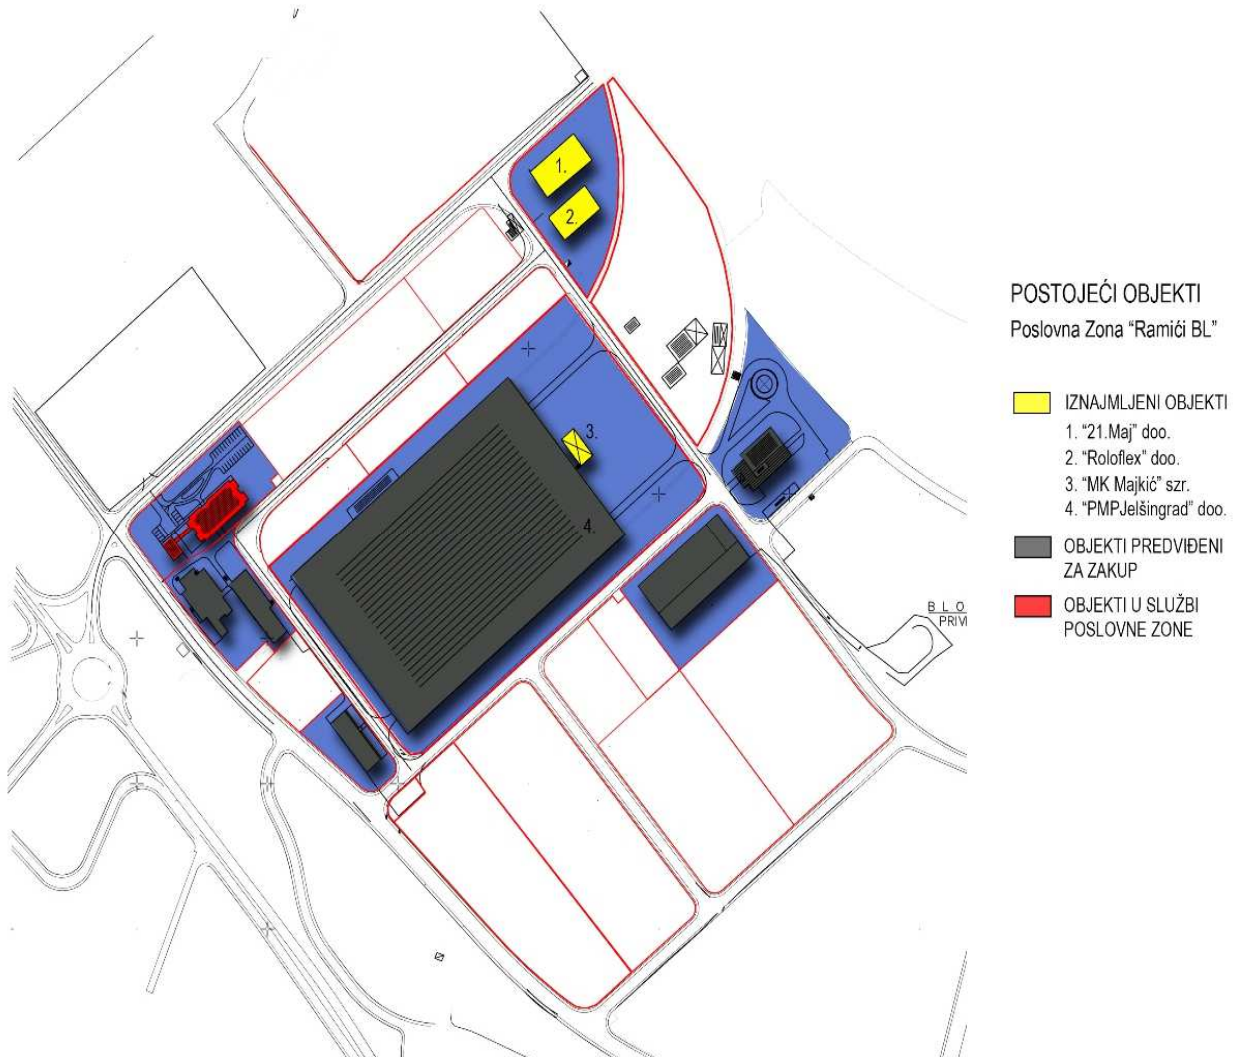 1.
2.
3.
4.
POSTOJEĆI OBJEKTI
Poslovna Zona “Ramići BL”
IZNAJMLJENI OBJEKTI
1. “21.Maj” doo.
2. “Roloflex” doo.
3. “MK Majkić” szr.
4. “PMPJelšingrad” doo.
OBJEKTI PREDVIĐENI
ZA ZAKUP
OBJEKTI U SLUŽBI
POSLOVNE ZONE
B L O
PRIVI